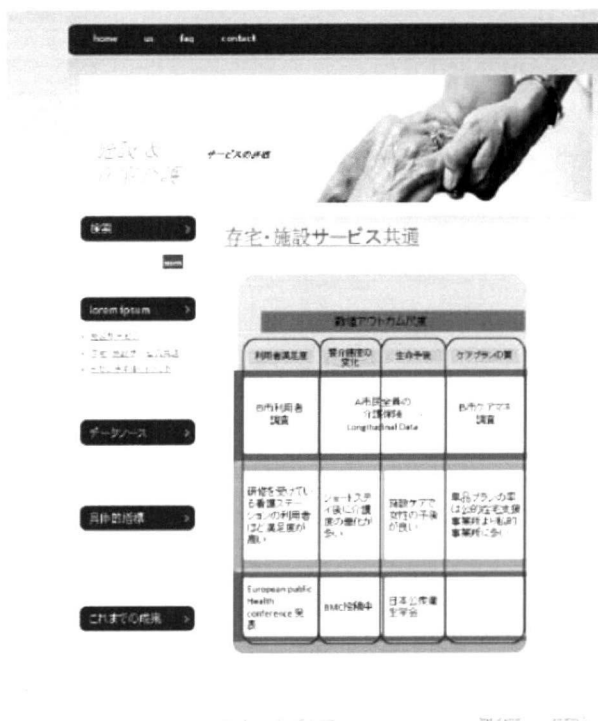 home us faq contact
サービスの評価
検索
在宅・施設サービス共通
lorem ipsum
数値アウトカム尺度
利用者満足度
要介護度の
変化
生命予後
ケアプランの質
B市利用者
調査
A市民全員の
介護保険
Longitudinal Data
B市ケアマネ
調査
データソース
研修を受けてい
る看護ステー
ションの利用者
ほど満足度が
高い
ショートステ
イ後に介護
度の悪化が
多い
施設ケアで
女性の予後
が良い
単品プランの率
は公的在宅支援
事業所より私的
事業所に多い
具体的指標
European public
Health
conference 発
表
BMC投稿中
日本公衆衛
生学会
これまでの成果